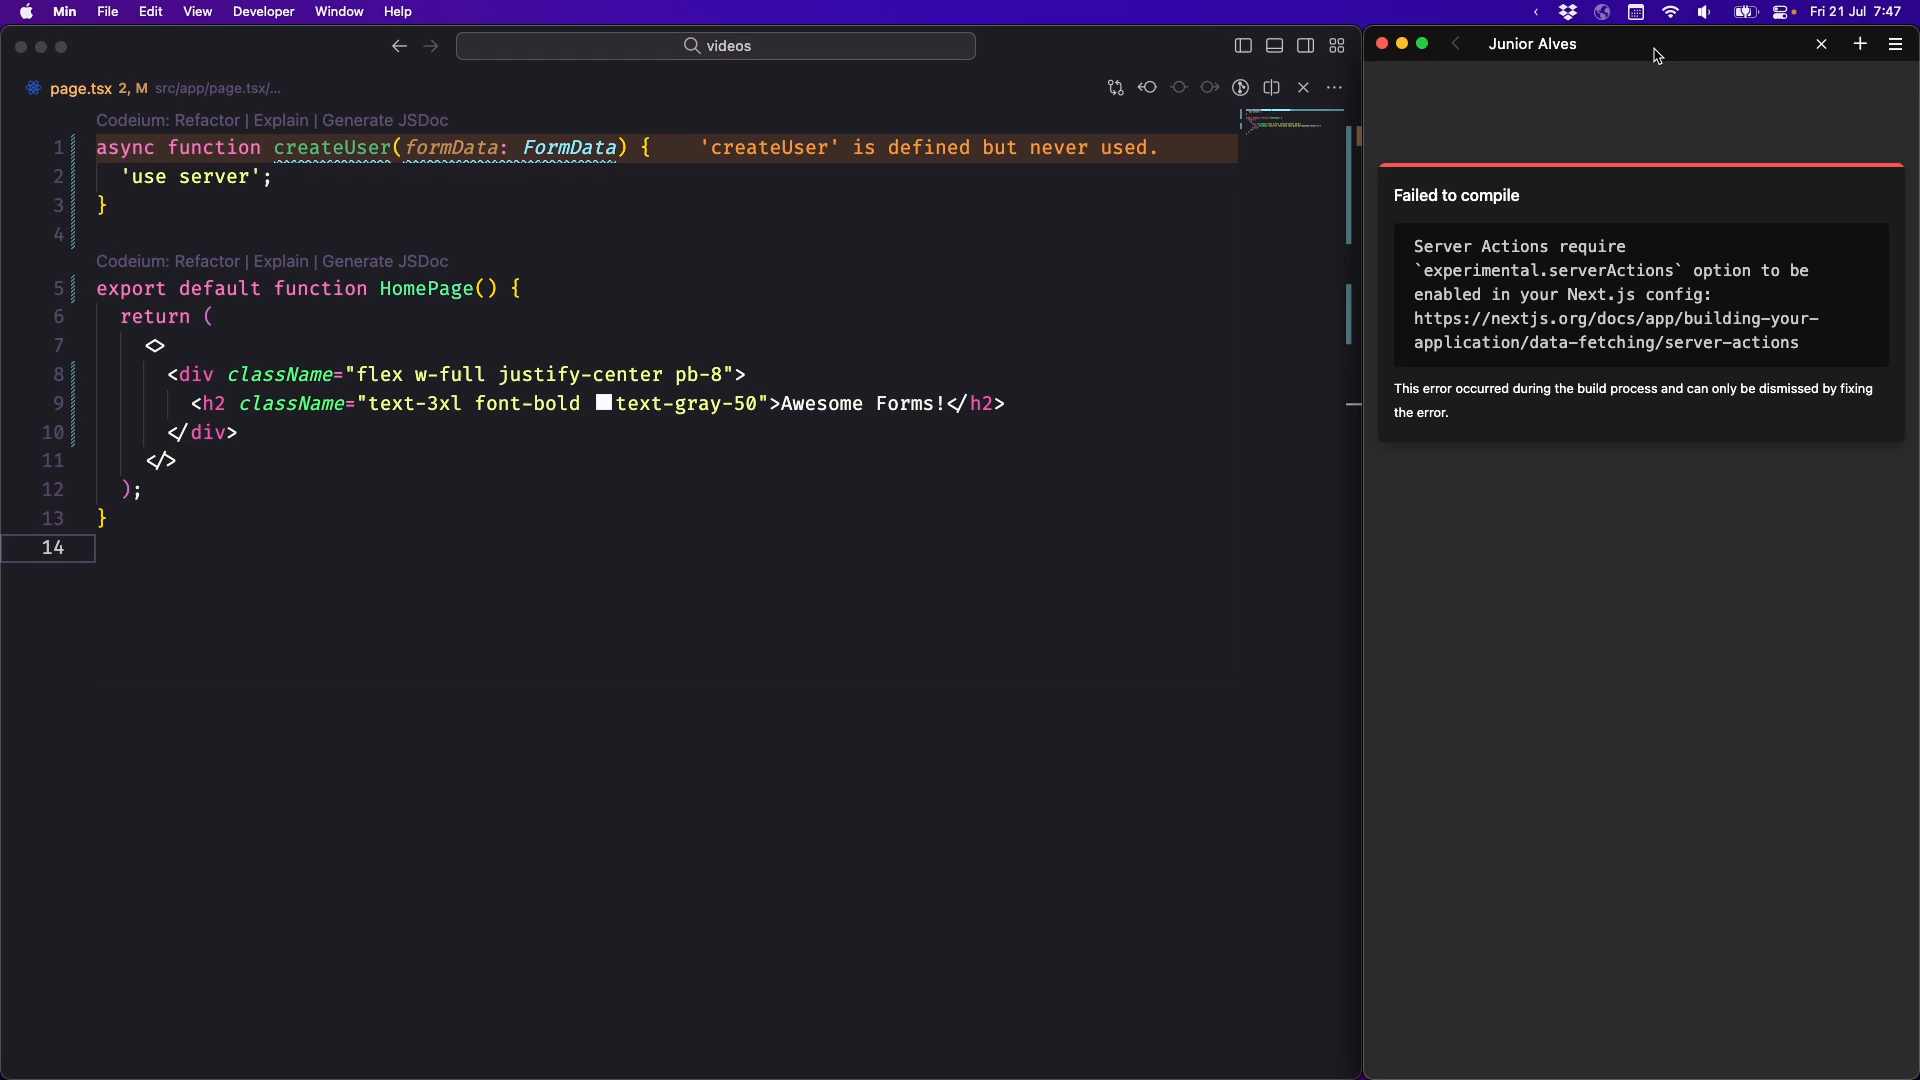 Min File Edit View Developer Window Help
Fri 21 Jul 7:47
videos
page.tsx 2, M src/app/page.tsx/...
Codeium: Refactor | Explain | Generate JSDoc
1 async function createUser(formData: FormData) { 'createUser' is defined but never used.
2 'use server';
3 }
4
Codeium: Refactor | Explain | Generate JSDoc
5 export default function HomePage() {
6 return (
7 <>
8 <div className="flex w-full justify-center pb-8">
9 <h2 className="text-3xl font-bold text-gray-50">Awesome Forms!</h2>
10 </div>
11 </>
12 );
13 }
14
Junior Alves
Failed to compile
Server Actions require
`experimental.serverActions` option to be
enabled in your Next.js config:
https://nextjs.org/docs/app/building-your-
application/data-fetching/server-actions
This error occurred during the build process and can only be dismissed by fixing
the error.